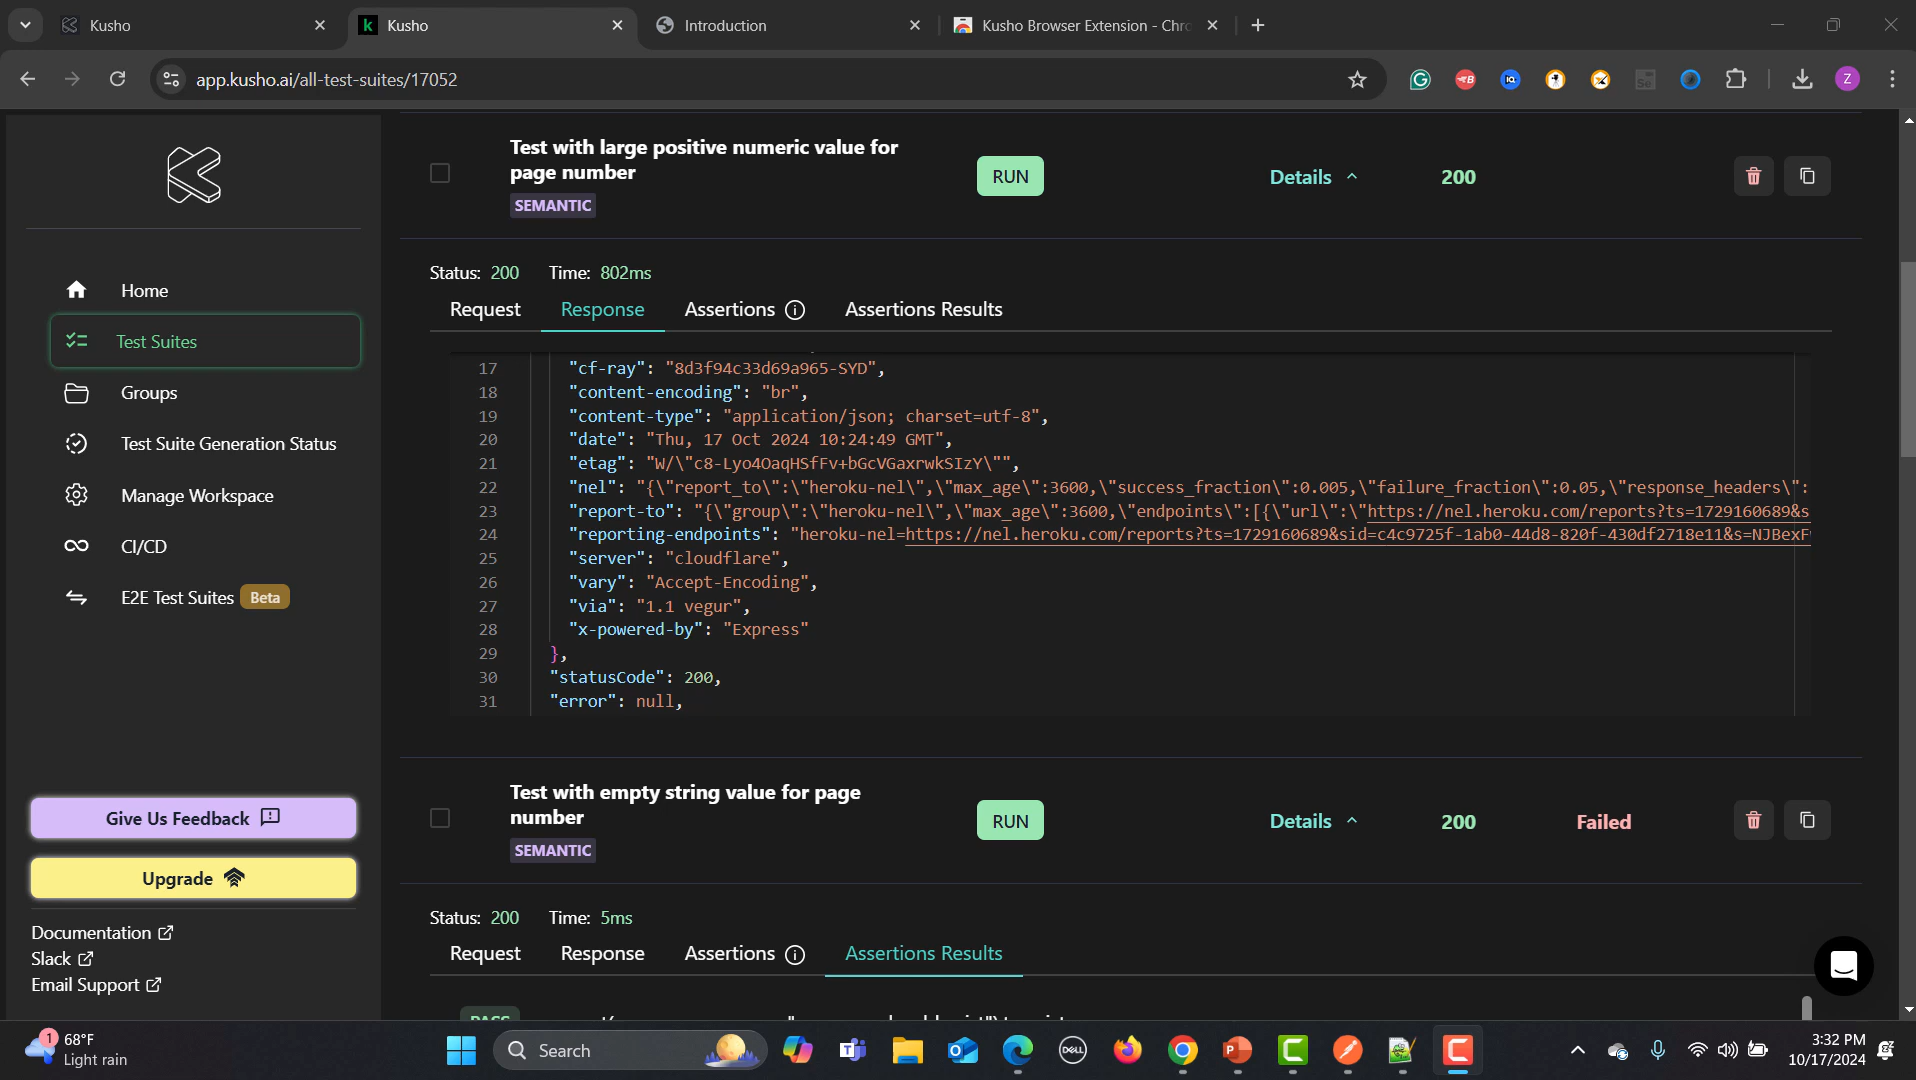 Kusho
Kusho
Introduction
Kusho Browser Extension - Chro
app.kusho.ai/all-test-suites/17052
Z
Home
Test Suites
Groups
Test Suite Generation Status
Manage Workspace
CI/CD
E2E Test Suites Beta
Give Us Feedback
Upgrade
Documentation
Slack
Email Support
Test with large positive numeric value for
page number
SEMANTIC
RUN
Details
200
Status: 200 Time: 802ms
Request Response Assertions Assertions Results
17 "cf-ray": "8d3f94c33d69a965-SYD",
18 "content-encoding": "br",
19 "content-type": "application/json; charset=utf-8",
20 "date": "Thu, 17 Oct 2024 10:24:49 GMT",
21 "etag": "W/\"c8-Lyo4OaqHSfFv+bGcVGaxrwkSIzY\"",
22 "nel": "{\"report_to\":\"heroku-nel\",\"max_age\":3600,\"success_fraction\":0.005,\"failure_fraction\":0.05,\"response_headers\":
23 "report-to": "{\"group\":\"heroku-nel\",\"max_age\":3600,\"endpoints\":[{\"url\":\"https://nel.heroku.com/reports?ts=1729160689&s
24 "reporting-endpoints": "heroku-nel=https://nel.heroku.com/reports?ts=1729160689&sid=c4c9725f-1ab0-44d8-820f-430df2718e11&s=NJBexF
25 "server": "cloudflare",
26 "vary": "Accept-Encoding",
27 "via": "1.1 vegur",
28 "x-powered-by": "Express"
29 },
30 "statusCode": 200,
31 "error": null,
Test with empty string value for page
number
SEMANTIC
RUN
Details
200
Failed
Status: 200 Time: 5ms
Request Response Assertions Assertions Results
PASS
1
68°F
Light rain
Search
DELL
3:32 PM
10/17/2024